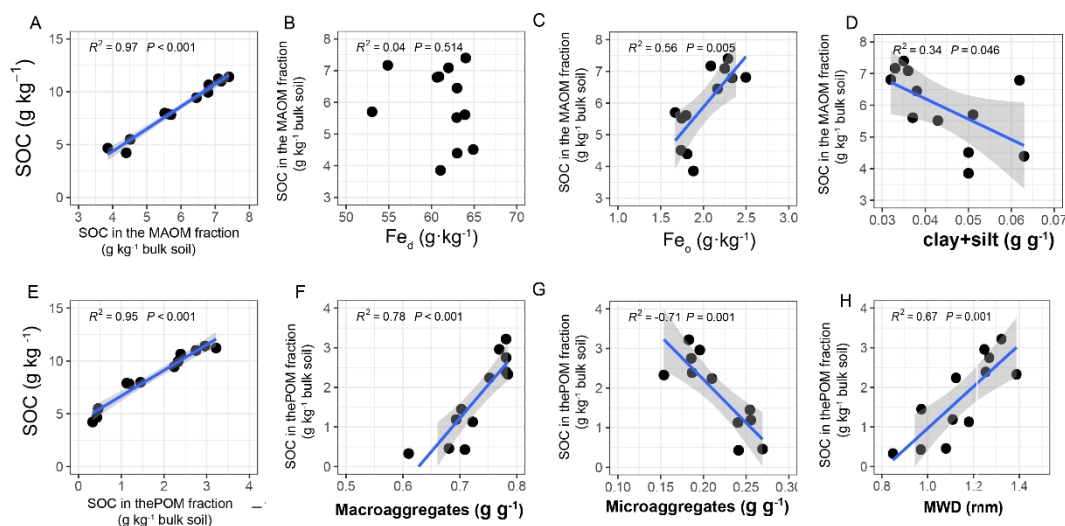 A
R² = 0.97 P < 0.001
SOC (g kg⁻¹)
15
10
5
0
3 4 5 6 7 8
SOC in the MAOM fraction
(g kg⁻¹ bulk soil)
B
R² = 0.04 P = 0.514
SOC in the MAOM fraction
(g kg⁻¹ bulk soil)
8
7
6
5
4
3
50 55 60 65 70
Fe_d (g·kg⁻¹)
C
R² = 0.56 P = 0.005
SOC in the MAOM fraction
(g kg⁻¹ bulk soil)
8
7
6
5
4
3
1.0 1.5 2.0 2.5 3.0
Fe_o (g·kg⁻¹)
D
R² = 0.34 P = 0.046
SOC in the MAOM fraction
(g kg⁻¹ bulk soil)
8
7
6
5
4
3
0.03 0.04 0.05 0.06 0.07
clay+silt (g g⁻¹)
E
R² = 0.95 P < 0.001
SOC (g kg⁻¹)
15
10
5
0
0 1 2 3 4
SOC in thePOM fraction
(g kg⁻¹ bulk soil)
F
R² = 0.78 P < 0.001
SOC in thePOM fraction
(g kg⁻¹ bulk soil)
4
3
2
1
0
0.5 0.6 0.7 0.8
Macroaggregates (g g⁻¹)
G
R² = -0.71 P = 0.001
SOC in thePOM fraction
(g kg⁻¹ bulk soil)
4
3
2
1
0
0.15 0.20 0.25 0.30
Microaggregates (g g⁻¹)
H
R² = 0.67 P = 0.001
SOC in thePOM fraction
(g kg⁻¹ bulk soil)
4
3
2
1
0
0.8 1.0 1.2 1.4
MWD (mm)